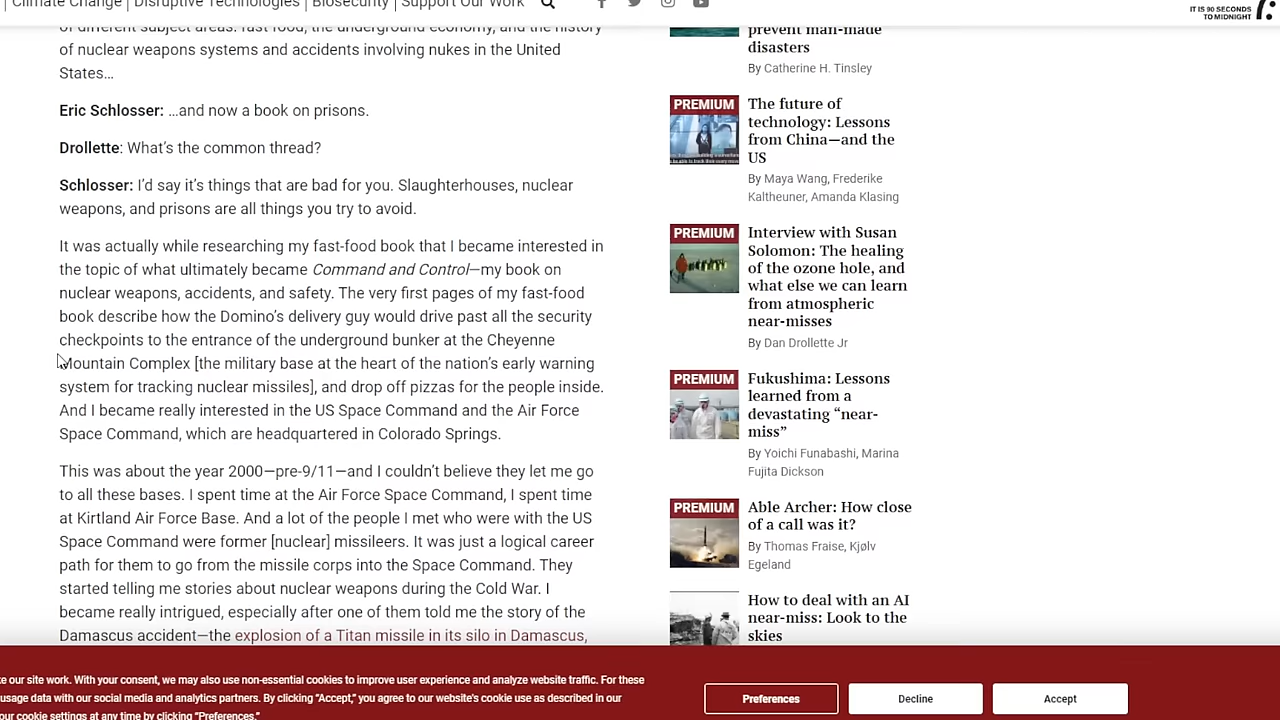 Climate Change | Disruptive Technologies | Biosecurity | Support Our Work
IT IS 90 SECONDS
TO MIDNIGHT
of different subject areas: fast food, the underground economy, and the history
of nuclear weapons systems and accidents involving nukes in the United
States…
Eric Schlosser: …and now a book on prisons.
Drollette: What’s the common thread?
Schlosser: I’d say it’s things that are bad for you. Slaughterhouses, nuclear
weapons, and prisons are all things you try to avoid.
It was actually while researching my fast-food book that I became interested in
the topic of what ultimately became Command and Control—my book on
nuclear weapons, accidents, and safety. The very first pages of my fast-food
book describe how the Domino’s delivery guy would drive past all the security
checkpoints to the entrance of the underground bunker at the Cheyenne
Mountain Complex [the military base at the heart of the nation’s early warning
system for tracking nuclear missiles], and drop off pizzas for the people inside.
And I became really interested in the US Space Command and the Air Force
Space Command, which are headquartered in Colorado Springs.
This was about the year 2000—pre-9/11—and I couldn’t believe they let me go
to all these bases. I spent time at the Air Force Space Command, I spent time
at Kirtland Air Force Base. And a lot of the people I met who were with the US
Space Command were former [nuclear] missileers. It was just a logical career
path for them to go from the missile corps into the Space Command. They
started telling me stories about nuclear weapons during the Cold War. I
became really intrigued, especially after one of them told me the story of the
Damascus accident—the explosion of a Titan missile in its silo in Damascus,
prevent man-made
disasters
By Catherine H. Tinsley
PREMIUM
The future of
technology: Lessons
from China—and the
US
By Maya Wang, Frederike
Kaltheuner, Amanda Klasing
PREMIUM
Interview with Susan
Solomon: The healing
of the ozone hole, and
what else we can learn
from atmospheric
near-misses
By Dan Drollette Jr
PREMIUM
Fukushima: Lessons
learned from a
devastating “near-
miss”
By Yoichi Funabashi, Marina
Fujita Dickson
PREMIUM
Able Archer: How close
of a call was it?
By Thomas Fraise, Kjølv
Egeland
How to deal with an AI
near-miss: Look to the
skies
ke our site work. With your consent, we may also use non-essential cookies to improve user experience and analyze website traffic. For these
usage data with our social media and analytics partners. By clicking “Accept,” you agree to our website's cookie use as described in our
our cookie settings at any time by clicking “Preferences.”
Preferences
Decline
Accept